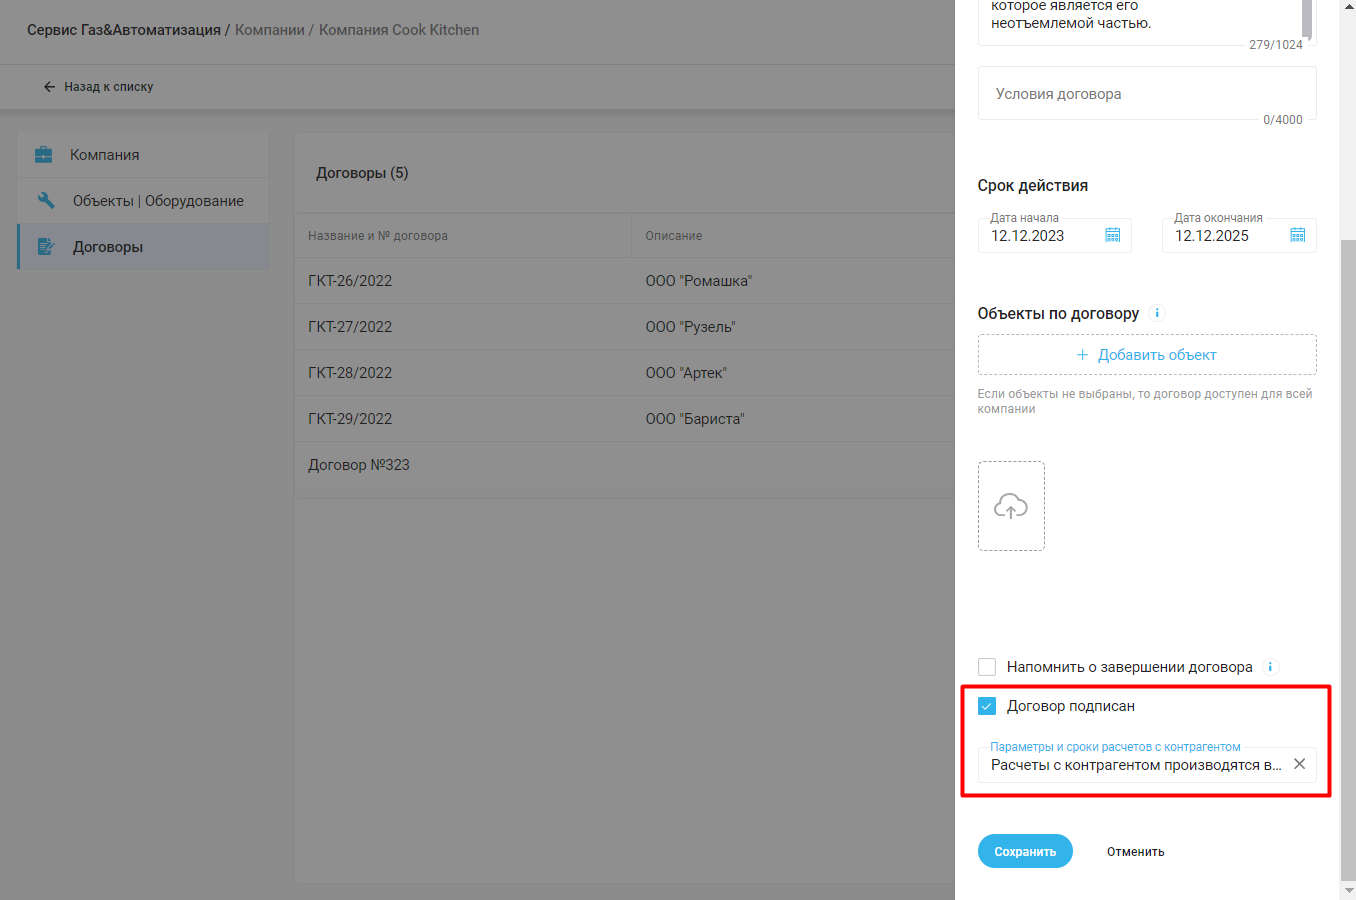 Сервис Газ&Автоматизация / Компании / Компания Cook Kitchen
Назад к списку
Компания
Объекты | Оборудование
Договоры
Договоры (5)
Название и № договора
Описание
ГКТ-26/2022
ООО "Ромашка"
ГКТ-27/2022
ООО "Рузель"
ГКТ-28/2022
ООО "Артек"
ГКТ-29/2022
ООО "Бариста"
Договор №323
которое является его
неотъемлемой частью.
279/1024
Условия договора
0/4000
Срок действия
Дата начала
12.12.2023
Дата окончания
12.12.2025
Объекты по договору
+ Добавить объект
Если объекты не выбраны, то договор доступен для всей
компании
Напомнить о завершении договора
Договор подписан
Параметры и сроки расчетов с контрагентом
Расчеты с контрагентом производятся в...
Сохранить
Отменить